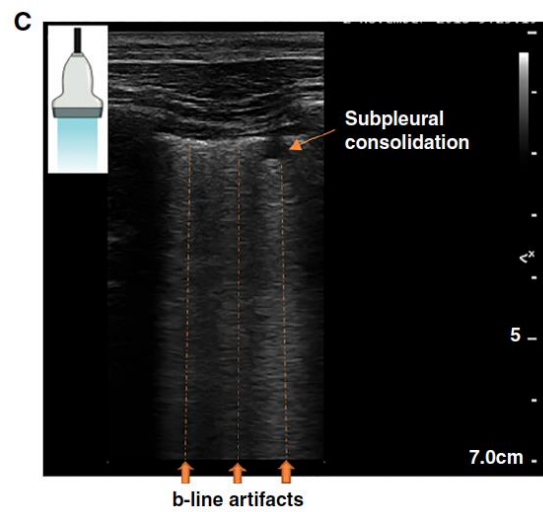 C
Subpleural
consolidation
<x
5
7.0cm
b-line artifacts